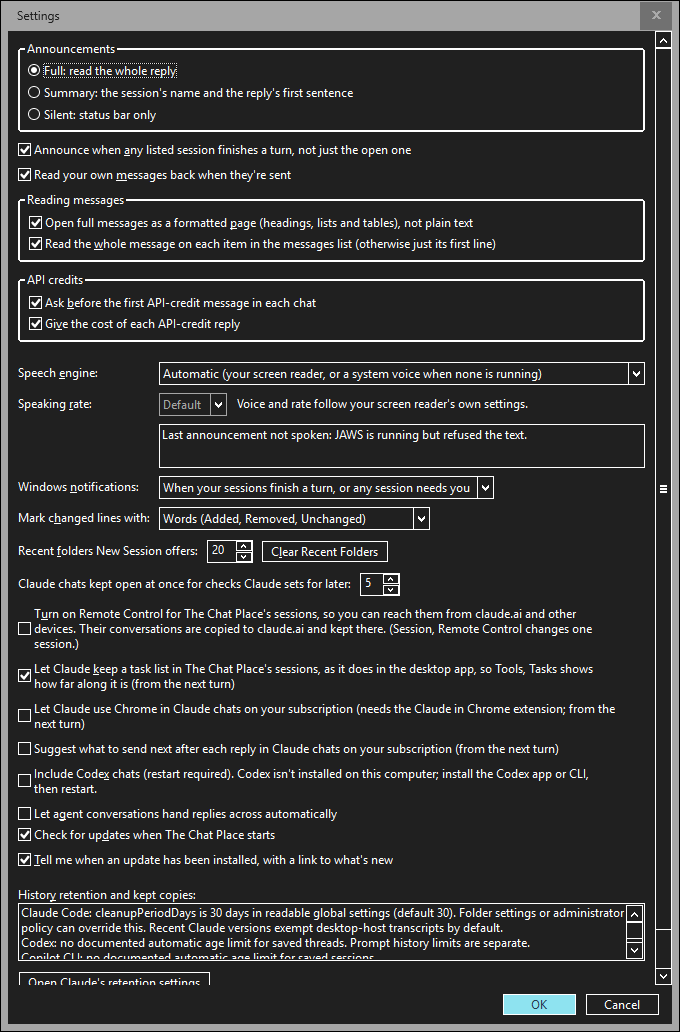 Settings
Announcements
Full: read the whole reply
Summary: the session's name and the reply's first sentence
Silent: status bar only
Announce when any listed session finishes a turn, not just the open one
Read your own messages back when they're sent
Reading messages
Open full messages as a formatted page (headings, lists and tables), not plain text
Read the whole message on each item in the messages list (otherwise just its first line)
API credits
Ask before the first API-credit message in each chat
Give the cost of each API-credit reply
Speech engine: Automatic (your screen reader, or a system voice when none is running)
Speaking rate: Default Voice and rate follow your screen reader's own settings.
Last announcement not spoken: JAWS is running but refused the text.
Windows notifications: When your sessions finish a turn, or any session needs you
Mark changed lines with: Words (Added, Removed, Unchanged)
Recent folders New Session offers: 20 Clear Recent Folders
Claude chats kept open at once for checks Claude sets for later: 5
Turn on Remote Control for The Chat Place's sessions, so you can reach them from claude.ai and other
devices. Their conversations are copied to claude.ai and kept there. (Session, Remote Control changes one
session.)
Let Claude keep a task list in The Chat Place's sessions, as it does in the desktop app, so Tools, Tasks shows
how far along it is (from the next turn)
Let Claude use Chrome in Claude chats on your subscription (needs the Claude in Chrome extension; from the
next turn)
Suggest what to send next after each reply in Claude chats on your subscription (from the next turn)
Include Codex chats (restart required). Codex isn't installed on this computer; install the Codex app or CLI,
then restart.
Let agent conversations hand replies across automatically
Check for updates when The Chat Place starts
Tell me when an update has been installed, with a link to what's new
History retention and kept copies:
Claude Code: cleanupPeriodDays is 30 days in readable global settings (default 30). Folder settings or administrator
policy can override this. Recent Claude versions exempt desktop-host transcripts by default.
Codex: no documented automatic age limit for saved threads. Prompt history limits are separate.
Copilot CLI: no documented automatic age limit for saved sessions
Open Claude's retention settings
OK Cancel